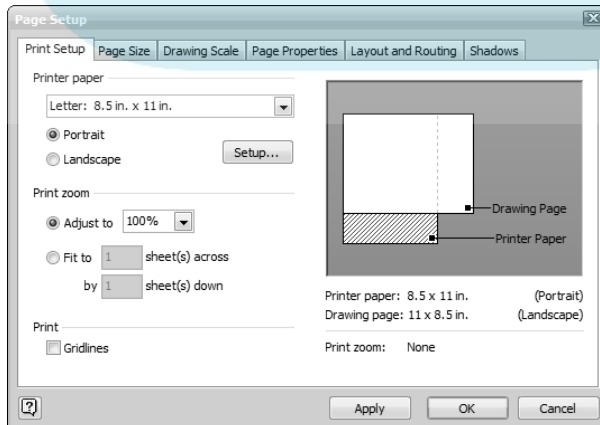 Page Setup
Print Setup Page Size Drawing Scale Page Properties Layout and Routing Shadows
Printer paper
Letter: 8.5 in. x 11 in.
Portrait
Landscape
Setup...
Print zoom
Adjust to 100%
Fit to 1 sheet(s) across
by 1 sheet(s) down
Print
Gridlines
Drawing Page
Printer Paper
Printer paper: 8.5 x 11 in. (Portrait)
Drawing page: 11 x 8.5 in. (Landscape)
Print zoom: None
? Apply OK Cancel